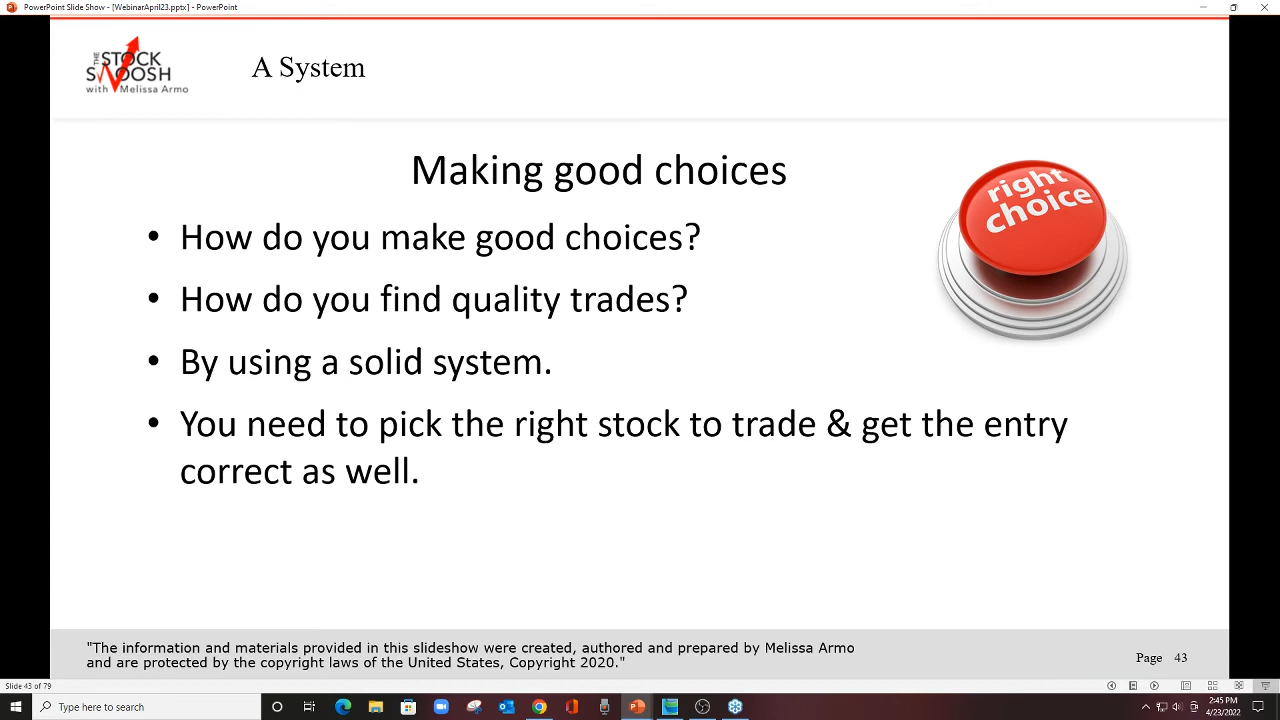 PowerPoint Slide Show - [WebinarApril23.pptx] - PowerPoint
THE
STOCK
SWOOSH
with Melissa Armo
A System
Making good choices
right
choice
• How do you make good choices?
• How do you find quality trades?
• By using a solid system.
• You need to pick the right stock to trade & get the entry
correct as well.
"The information and materials provided in this slideshow were created, authored and prepared by Melissa Armo
and are protected by the copyright laws of the United States, Copyright 2020."
Page 43
Slide 43 of 79
Type here to search
2:45 PM
4/23/2022